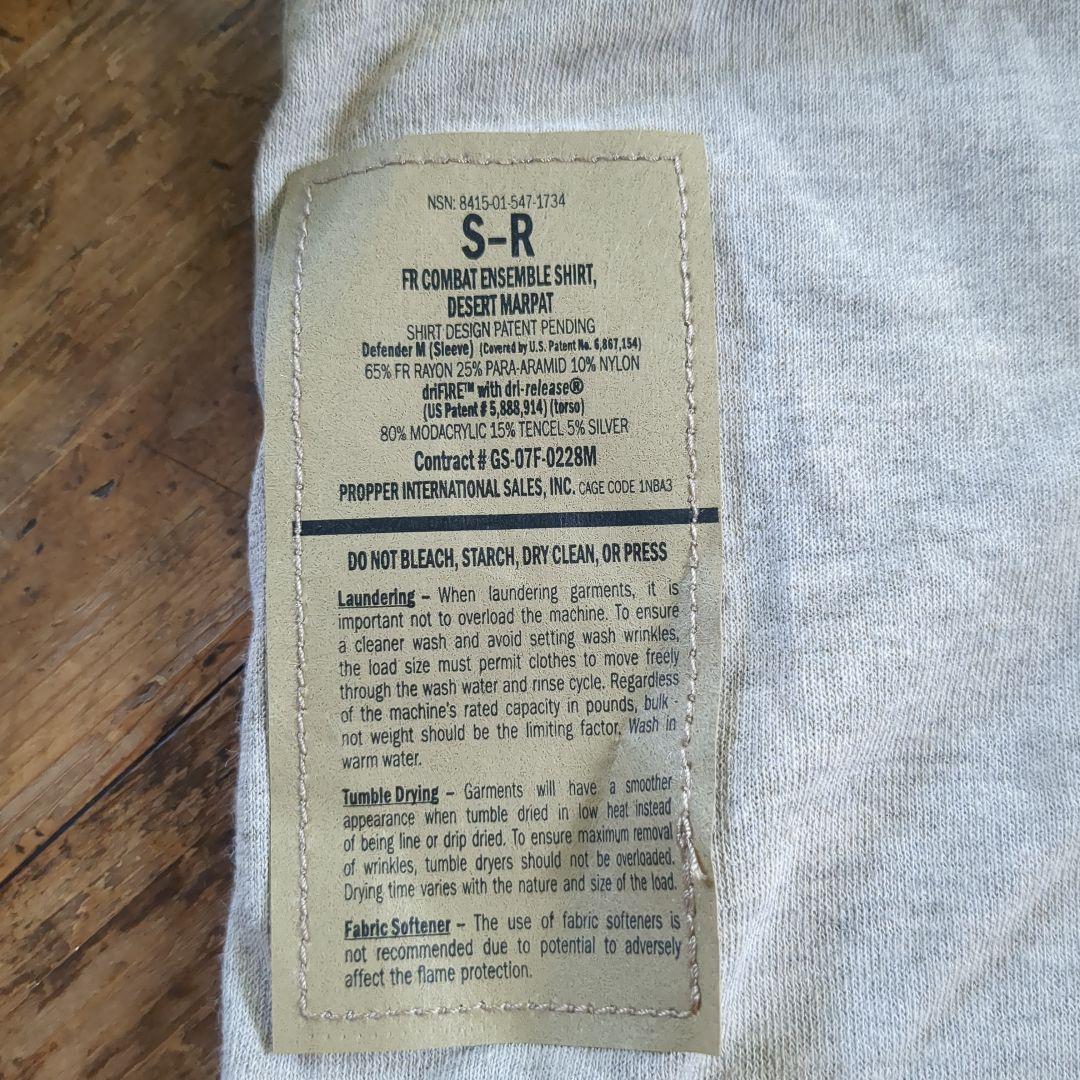 NSN: 8415-01-547-1734
S-R
FR COMBAT ENSEMBLE SHIRT,
DESERT MARPAT
SHIRT DESIGN PATENT PENDING
Defender M (Sleeve) (Covered by U.S. Patent No. 6,867,154)
65% FR RAYON 25% PARA-ARAMID 10% NYLON
driFIRE™ with dri-release®
(US Patent # 5,888,914) (torso)
80% MODACRYLIC 15% TENCEL 5% SILVER
Contract # GS-07F-0228M
PROPPER INTERNATIONAL SALES, INC. CAGE CODE 1NBA3
DO NOT BLEACH, STARCH, DRY CLEAN, OR PRESS
Laundering – When laundering garments, it is
important not to overload the machine. To ensure
a cleaner wash and avoid setting wash wrinkles,
the load size must permit clothes to move freely
through the wash water and rinse cycle. Regardless
of the machine's rated capacity in pounds, bulk -
not weight should be the limiting factor. Wash in
warm water.
Tumble Drying – Garments will have a smoother
appearance when tumble dried in low heat instead
of being line or drip dried. To ensure maximum removal
of wrinkles, tumble dryers should not be overloaded.
Drying time varies with the nature and size of the load.
Fabric Softener – The use of fabric softeners is
not recommended due to potential to adversely
affect the flame protection.